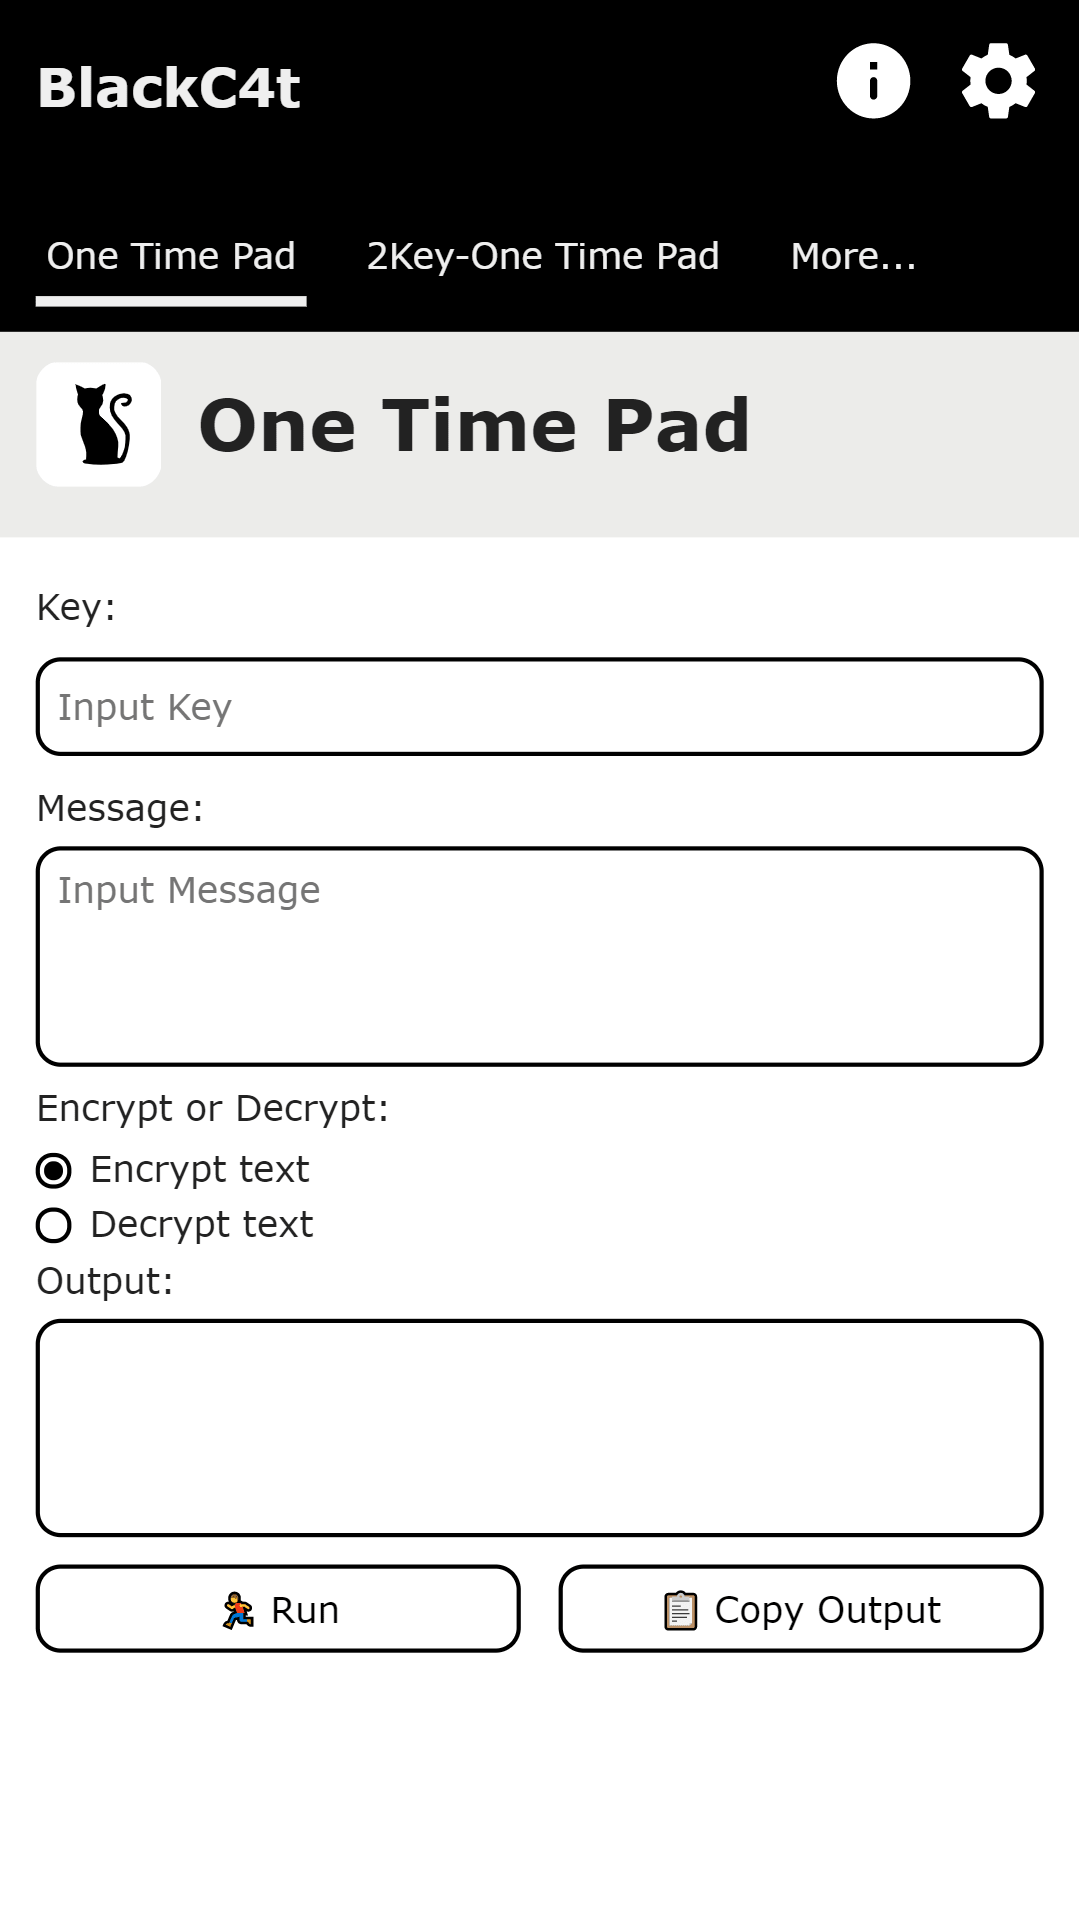 BlackC4t
One Time Pad 2Key-One Time Pad More...
One Time Pad
Key:
Input Key
Message:
Input Message
Encrypt or Decrypt:
Encrypt text
Decrypt text
Output:
Run Copy Output